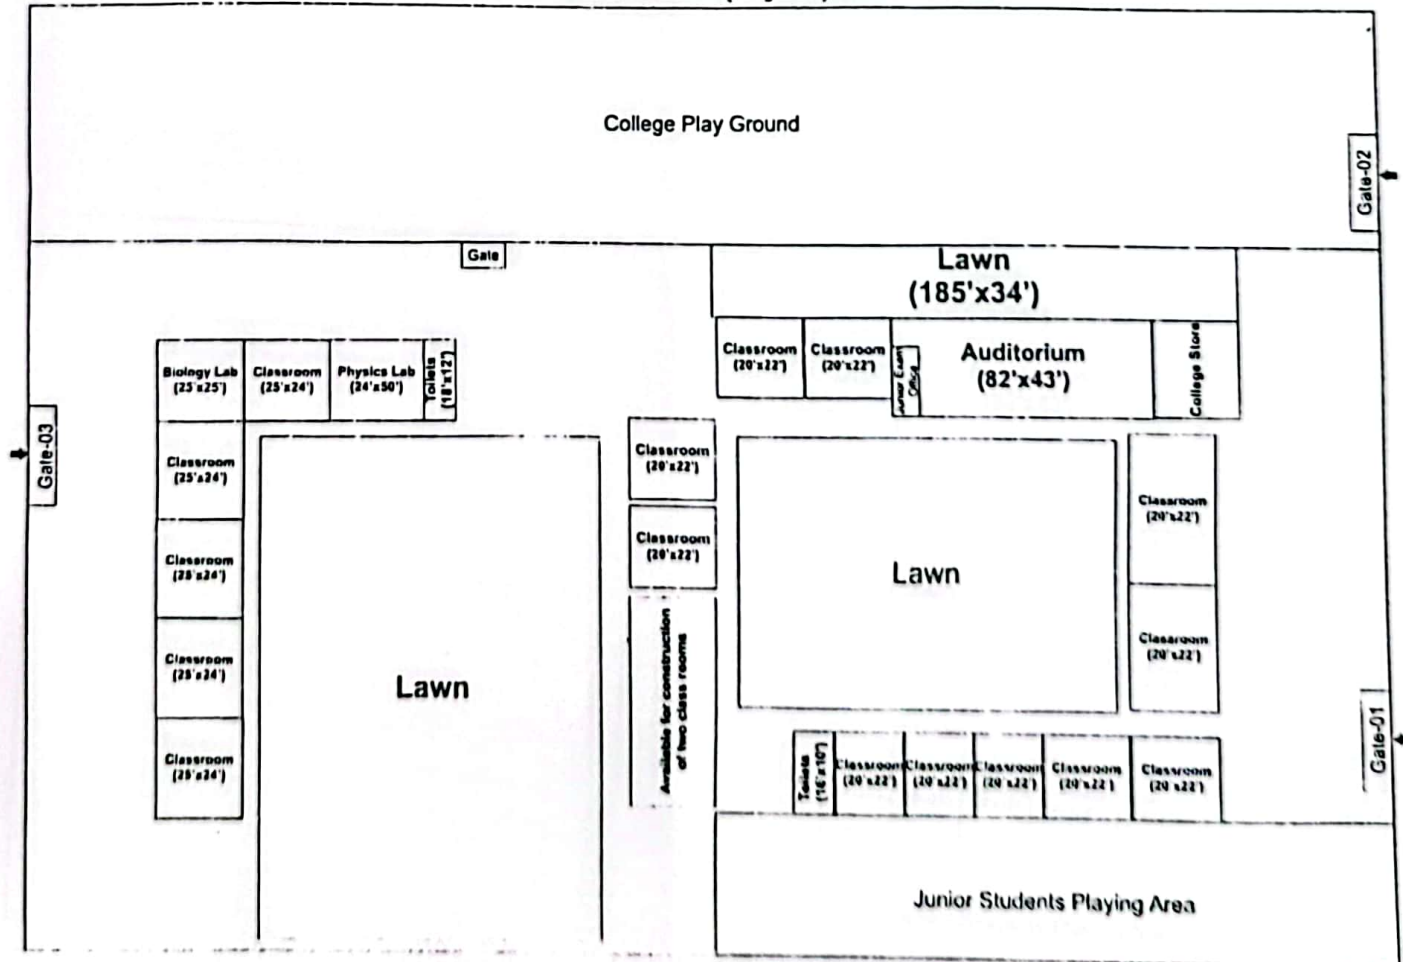 College Play Ground
Gate-02
Gate
Lawn
(185'x34')
Biology Lab
(25'x25')
Classroom
(25'x24')
Physics Lab
(24'x50')
Toilets
(18'x12')
Classroom
(20'x22')
Classroom
(20'x22')
Junior Exam
Office
Auditorium
(82'x43')
College Store
Gate-03
Classroom
(25'x24')
Classroom
(25'x24')
Classroom
(25'x24')
Classroom
(25'x24')
Lawn
Classroom
(20'x22')
Classroom
(20'x22')
Available for construction
of two class rooms
Lawn
Classroom
(20'x22')
Classroom
(20'x22')
Gate-01
Toilets
(16'x10')
Classroom
(20'x22')
Classroom
(20'x22')
Classroom
(20'x22')
Classroom
(20'x22')
Classroom
(20'x22')
Junior Students Playing Area